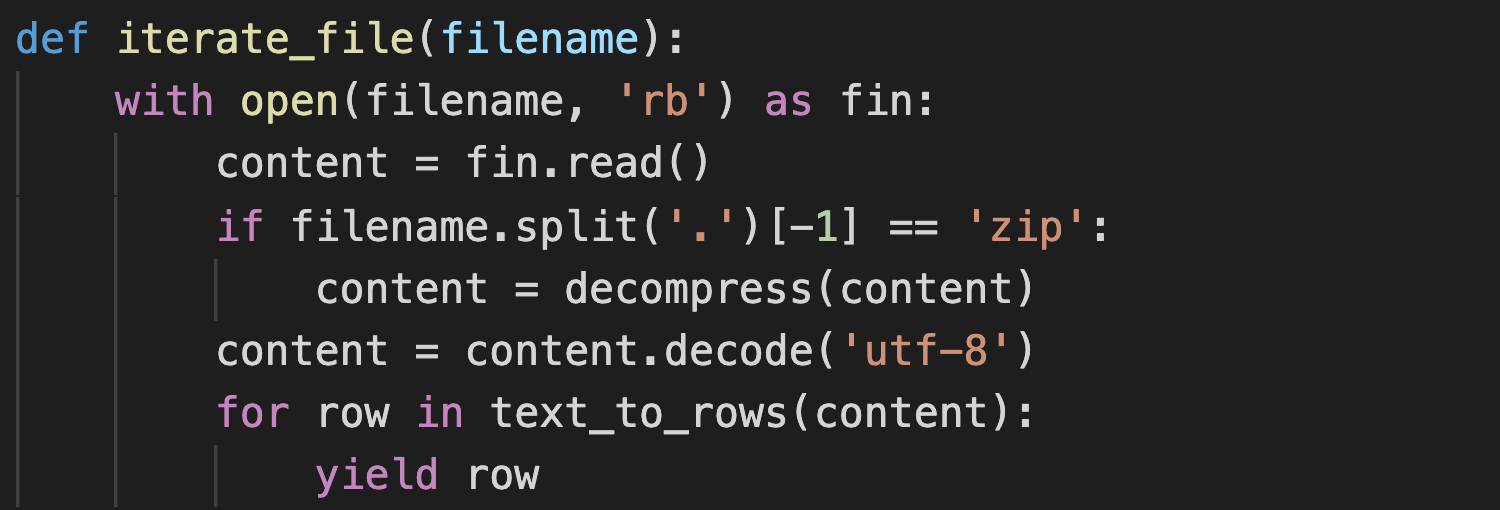 def iterate_file(filename):
    with open(filename, 'rb') as fin:
        content = fin.read()
        if filename.split('.')[-1] == 'zip':
            content = decompress(content)
        content = content.decode('utf-8')
        for row in text_to_rows(content):
            yield row